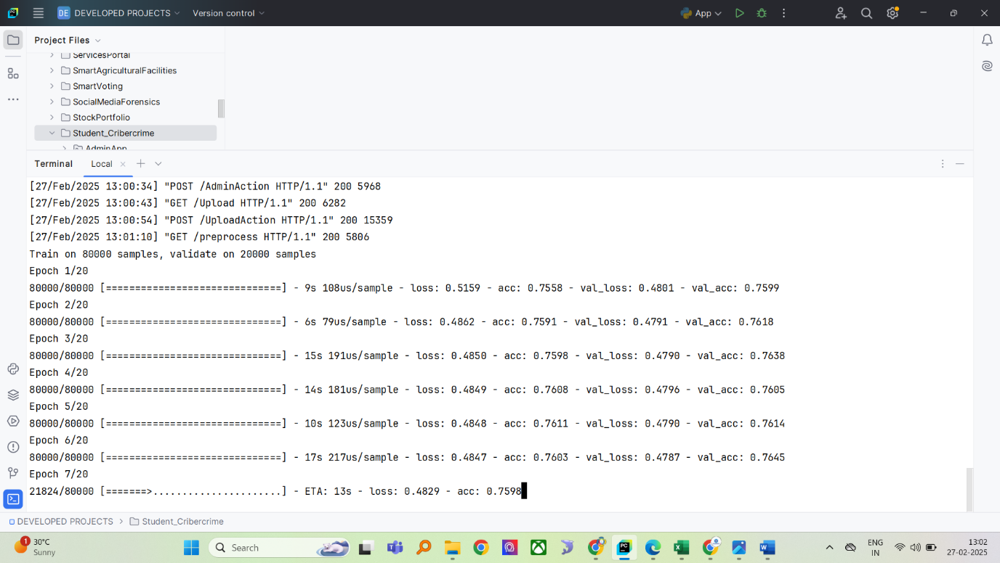 PC
DE DEVELOPED PROJECTS Version control App
Project Files
ServicesPortal
SmartAgriculturalFacilities
SmartVoting
SocialMediaForensics
StockPortfolio
Student_Cribercrime
AdminApp
Terminal Local
[27/Feb/2025 13:00:34] "POST /AdminAction HTTP/1.1" 200 5968
[27/Feb/2025 13:00:43] "GET /Upload HTTP/1.1" 200 6282
[27/Feb/2025 13:00:54] "POST /UploadAction HTTP/1.1" 200 15359
[27/Feb/2025 13:01:10] "GET /preprocess HTTP/1.1" 200 5806
Train on 80000 samples, validate on 20000 samples
Epoch 1/20
80000/80000 [==============================] - 9s 108us/sample - loss: 0.5159 - acc: 0.7558 - val_loss: 0.4801 - val_acc: 0.7599
Epoch 2/20
80000/80000 [==============================] - 6s 79us/sample - loss: 0.4862 - acc: 0.7591 - val_loss: 0.4791 - val_acc: 0.7618
Epoch 3/20
80000/80000 [==============================] - 15s 191us/sample - loss: 0.4850 - acc: 0.7598 - val_loss: 0.4790 - val_acc: 0.7638
Epoch 4/20
80000/80000 [==============================] - 14s 181us/sample - loss: 0.4849 - acc: 0.7608 - val_loss: 0.4796 - val_acc: 0.7605
Epoch 5/20
80000/80000 [==============================] - 10s 123us/sample - loss: 0.4848 - acc: 0.7611 - val_loss: 0.4790 - val_acc: 0.7614
Epoch 6/20
80000/80000 [==============================] - 17s 217us/sample - loss: 0.4847 - acc: 0.7603 - val_loss: 0.4787 - val_acc: 0.7645
Epoch 7/20
21824/80000 [=======>......................] - ETA: 13s - loss: 0.4829 - acc: 0.7598
DEVELOPED PROJECTS > Student_Cribercrime
1 30°C
Sunny
Search
ENG
IN
13:02
27-02-2025